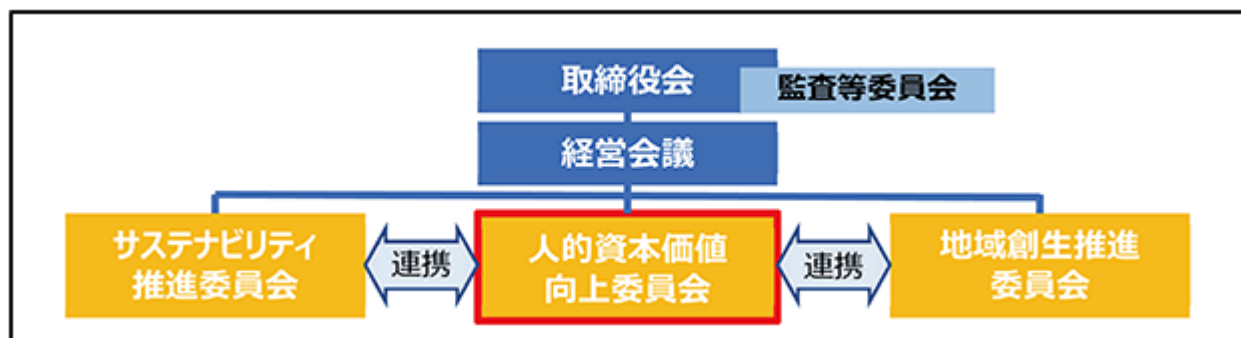 取締役会
監査等委員会
経営会議
サステナビリティ
推進委員会
連携
人的資本価値
向上委員会
連携
地域創生推進
委員会